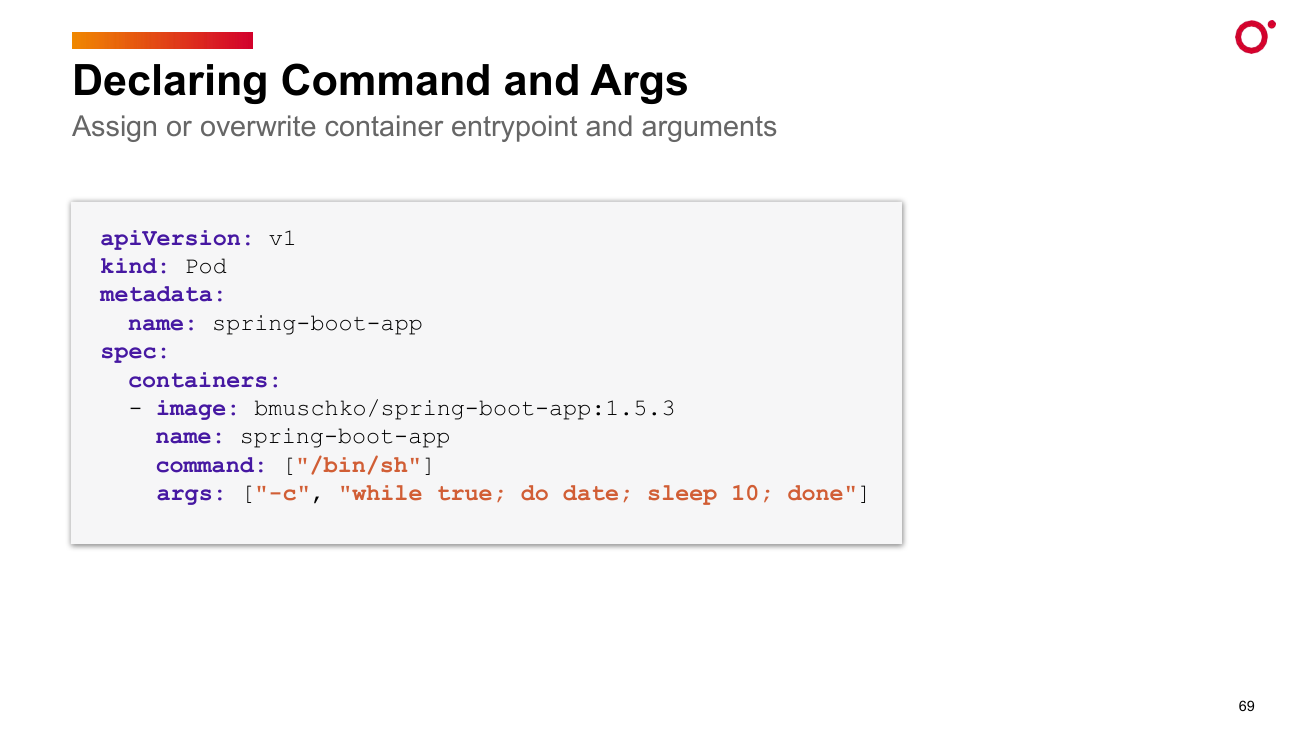 Declaring Command and Args
Assign or overwrite container entrypoint and arguments
apiVersion: v1
kind: Pod
metadata:
  name: spring-boot-app
spec:
  containers:
  - image: bmuschko/spring-boot-app:1.5.3
    name: spring-boot-app
    command: ["/bin/sh"]
    args: ["-c", "while true; do date; sleep 10; done"]
69